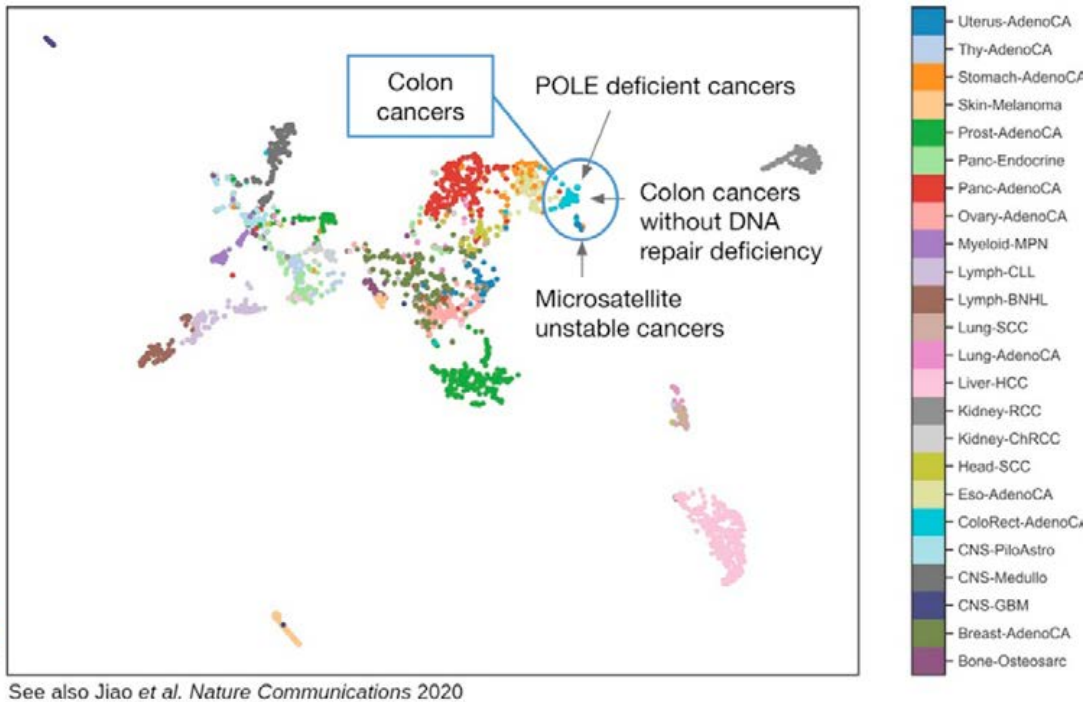 Colon
cancers
POLE deficient cancers
Colon cancers
without DNA
repair deficiency
Microsatellite
unstable cancers
Uterus-AdenoCA
Thy-AdenoCA
Stomach-AdenoCA
Skin-Melanoma
Prost-AdenoCA
Panc-Endocrine
Panc-AdenoCA
Ovary-AdenoCA
Myeloid-MPN
Lymph-CLL
Lymph-BNHL
Lung-SCC
Lung-AdenoCA
Liver-HCC
Kidney-RCC
Kidney-ChRCC
Head-SCC
Eso-AdenoCA
ColoRect-AdenoCA
CNS-PiloAstro
CNS-Medullo
CNS-GBM
Breast-AdenoCA
Bone-Osteosarc
See also Jiao et al. Nature Communications 2020